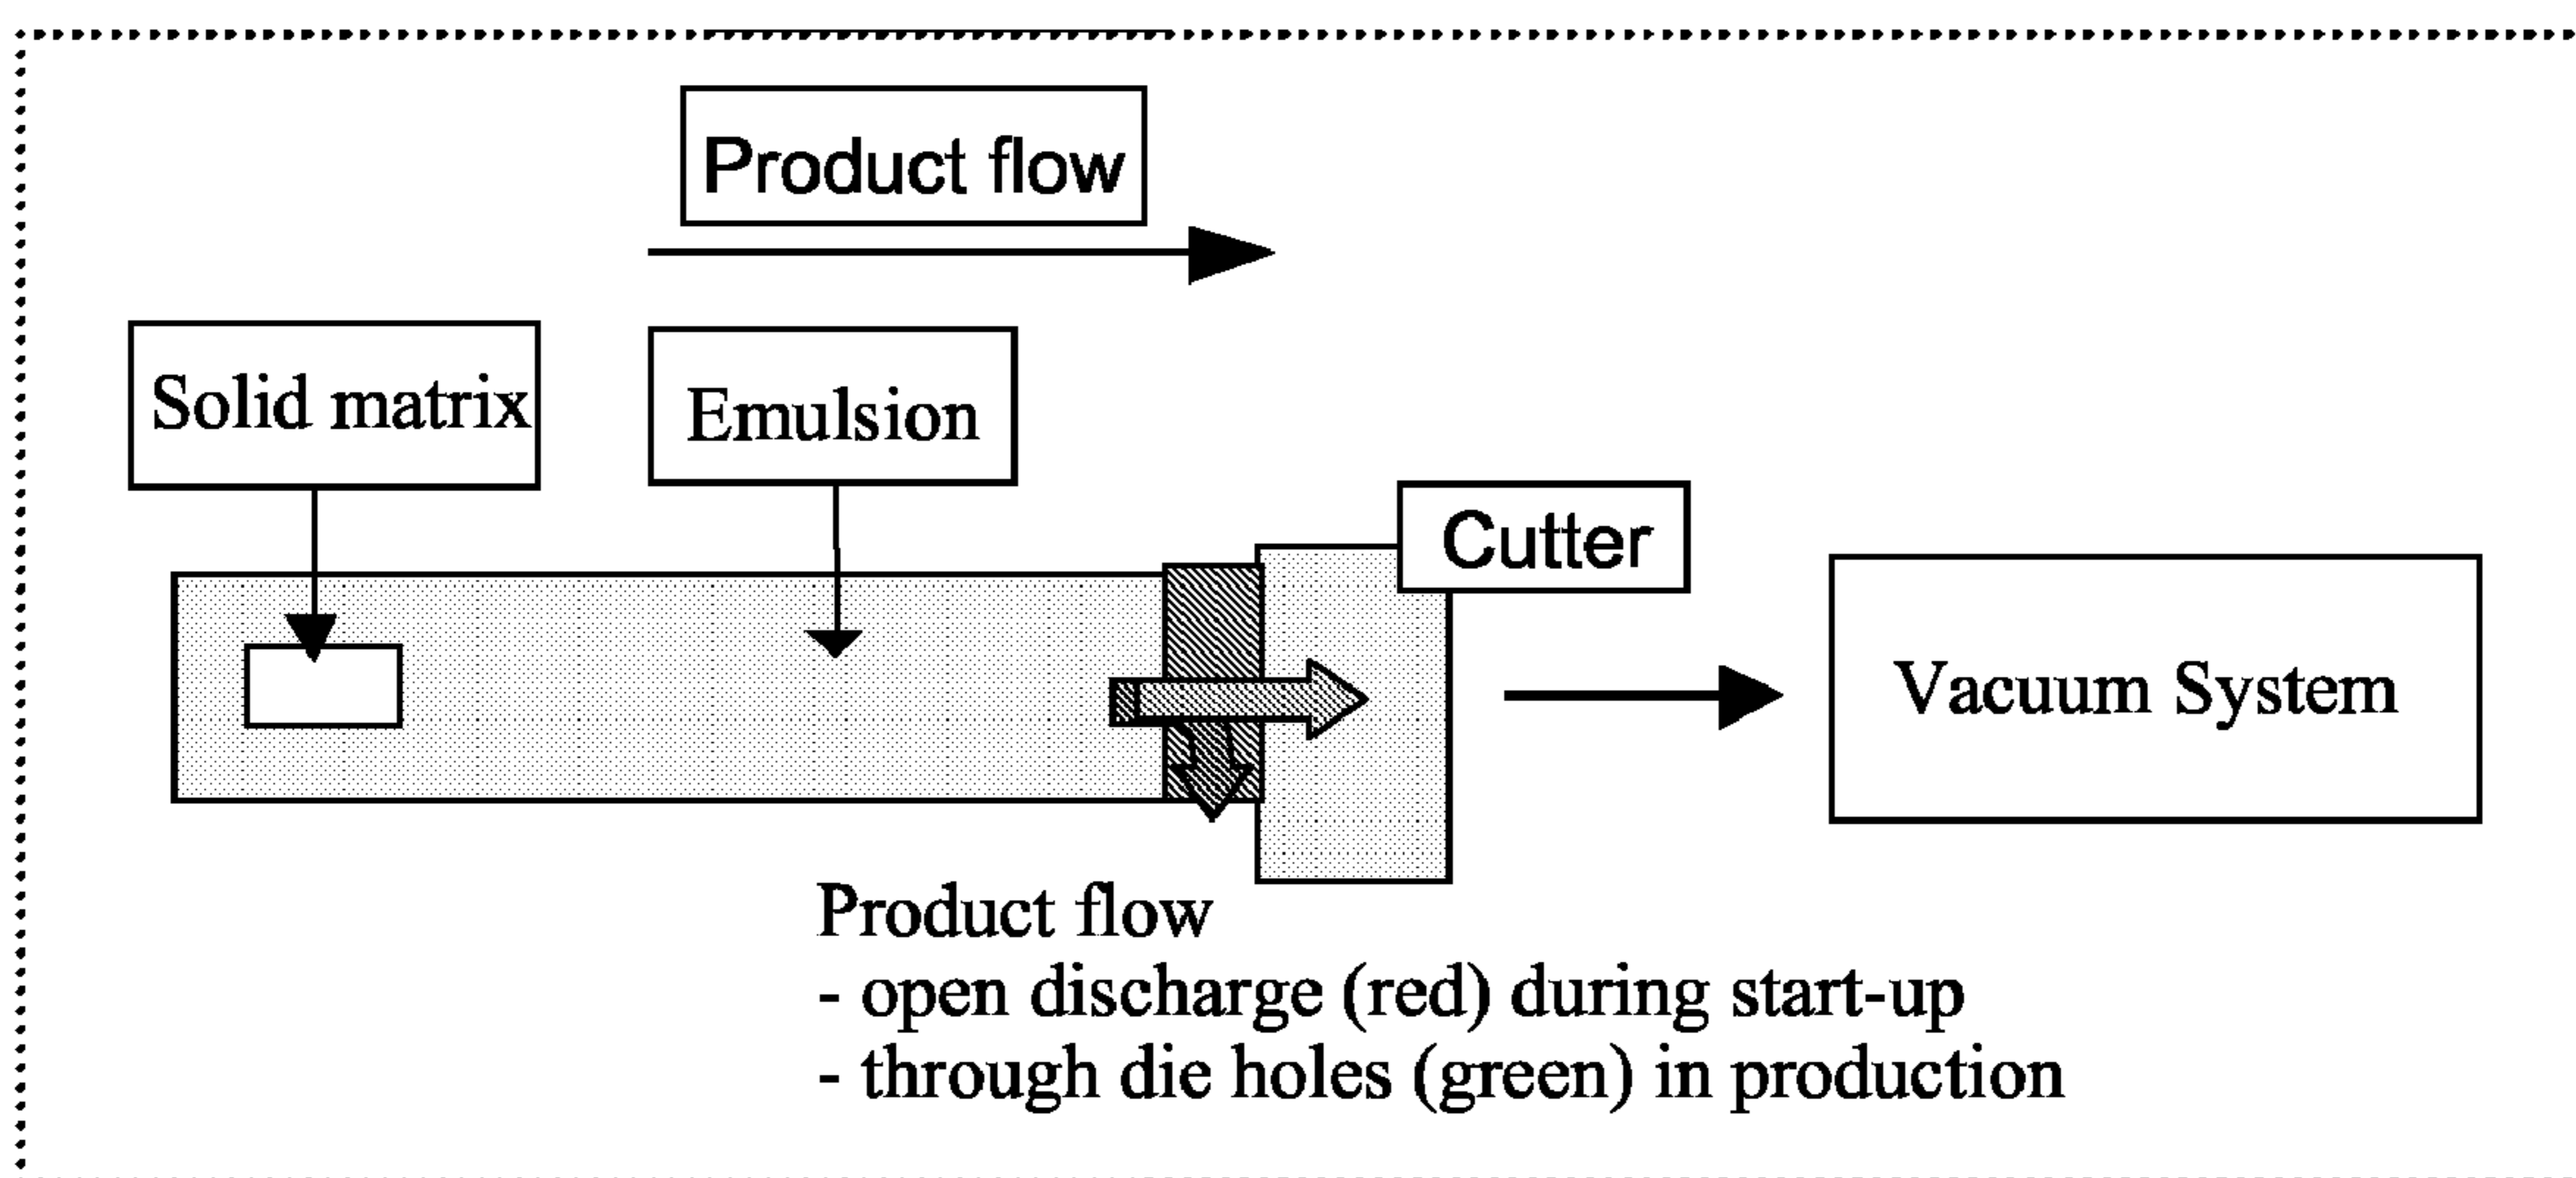 Product flow
Solid matrix
Emulsion
Cutter
Vacuum System
Product flow
- open discharge (red) during start-up
- through die holes (green) in production